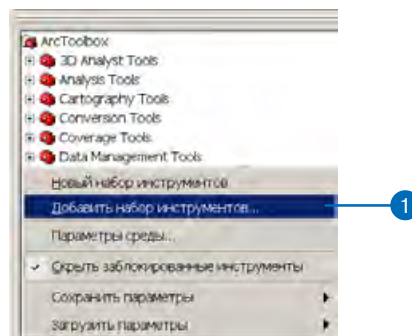 ArcToolbox
3D Analyst Tools
Analysis Tools
Cartography Tools
Conversion Tools
Coverage Tools
Data Management Tools
Новый набор инструментов
Добавить набор инструментов...
1
Параметры среды...
Скрыть заблокированные инструменты
Сохранить параметры
Загрузить параметры